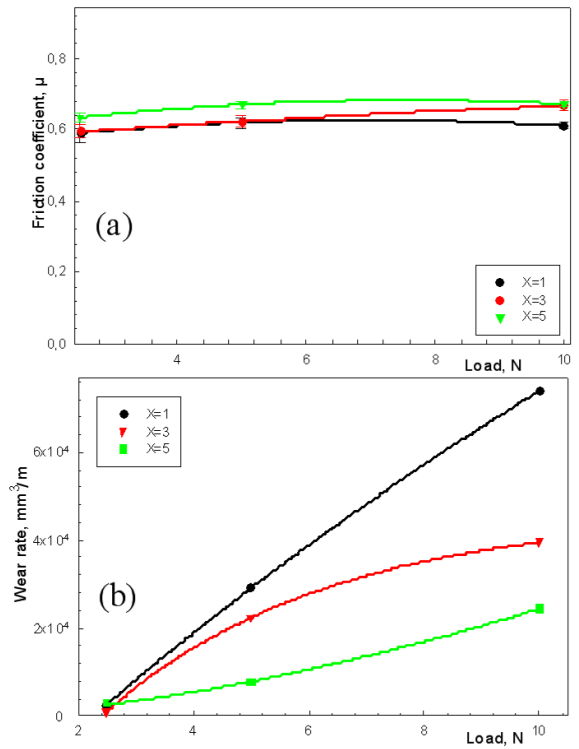 Friction coefficient, µ
0,8
0,6
0,4
0,2
0,0
(a)
X=1
X=3
X=5
4
6
8
10
Load, N
Wear rate, mm³/m
X=1
X=3
X=5
6x10⁴
4x10⁴
2x10⁴
0
(b)
2
4
6
8
10
Load, N